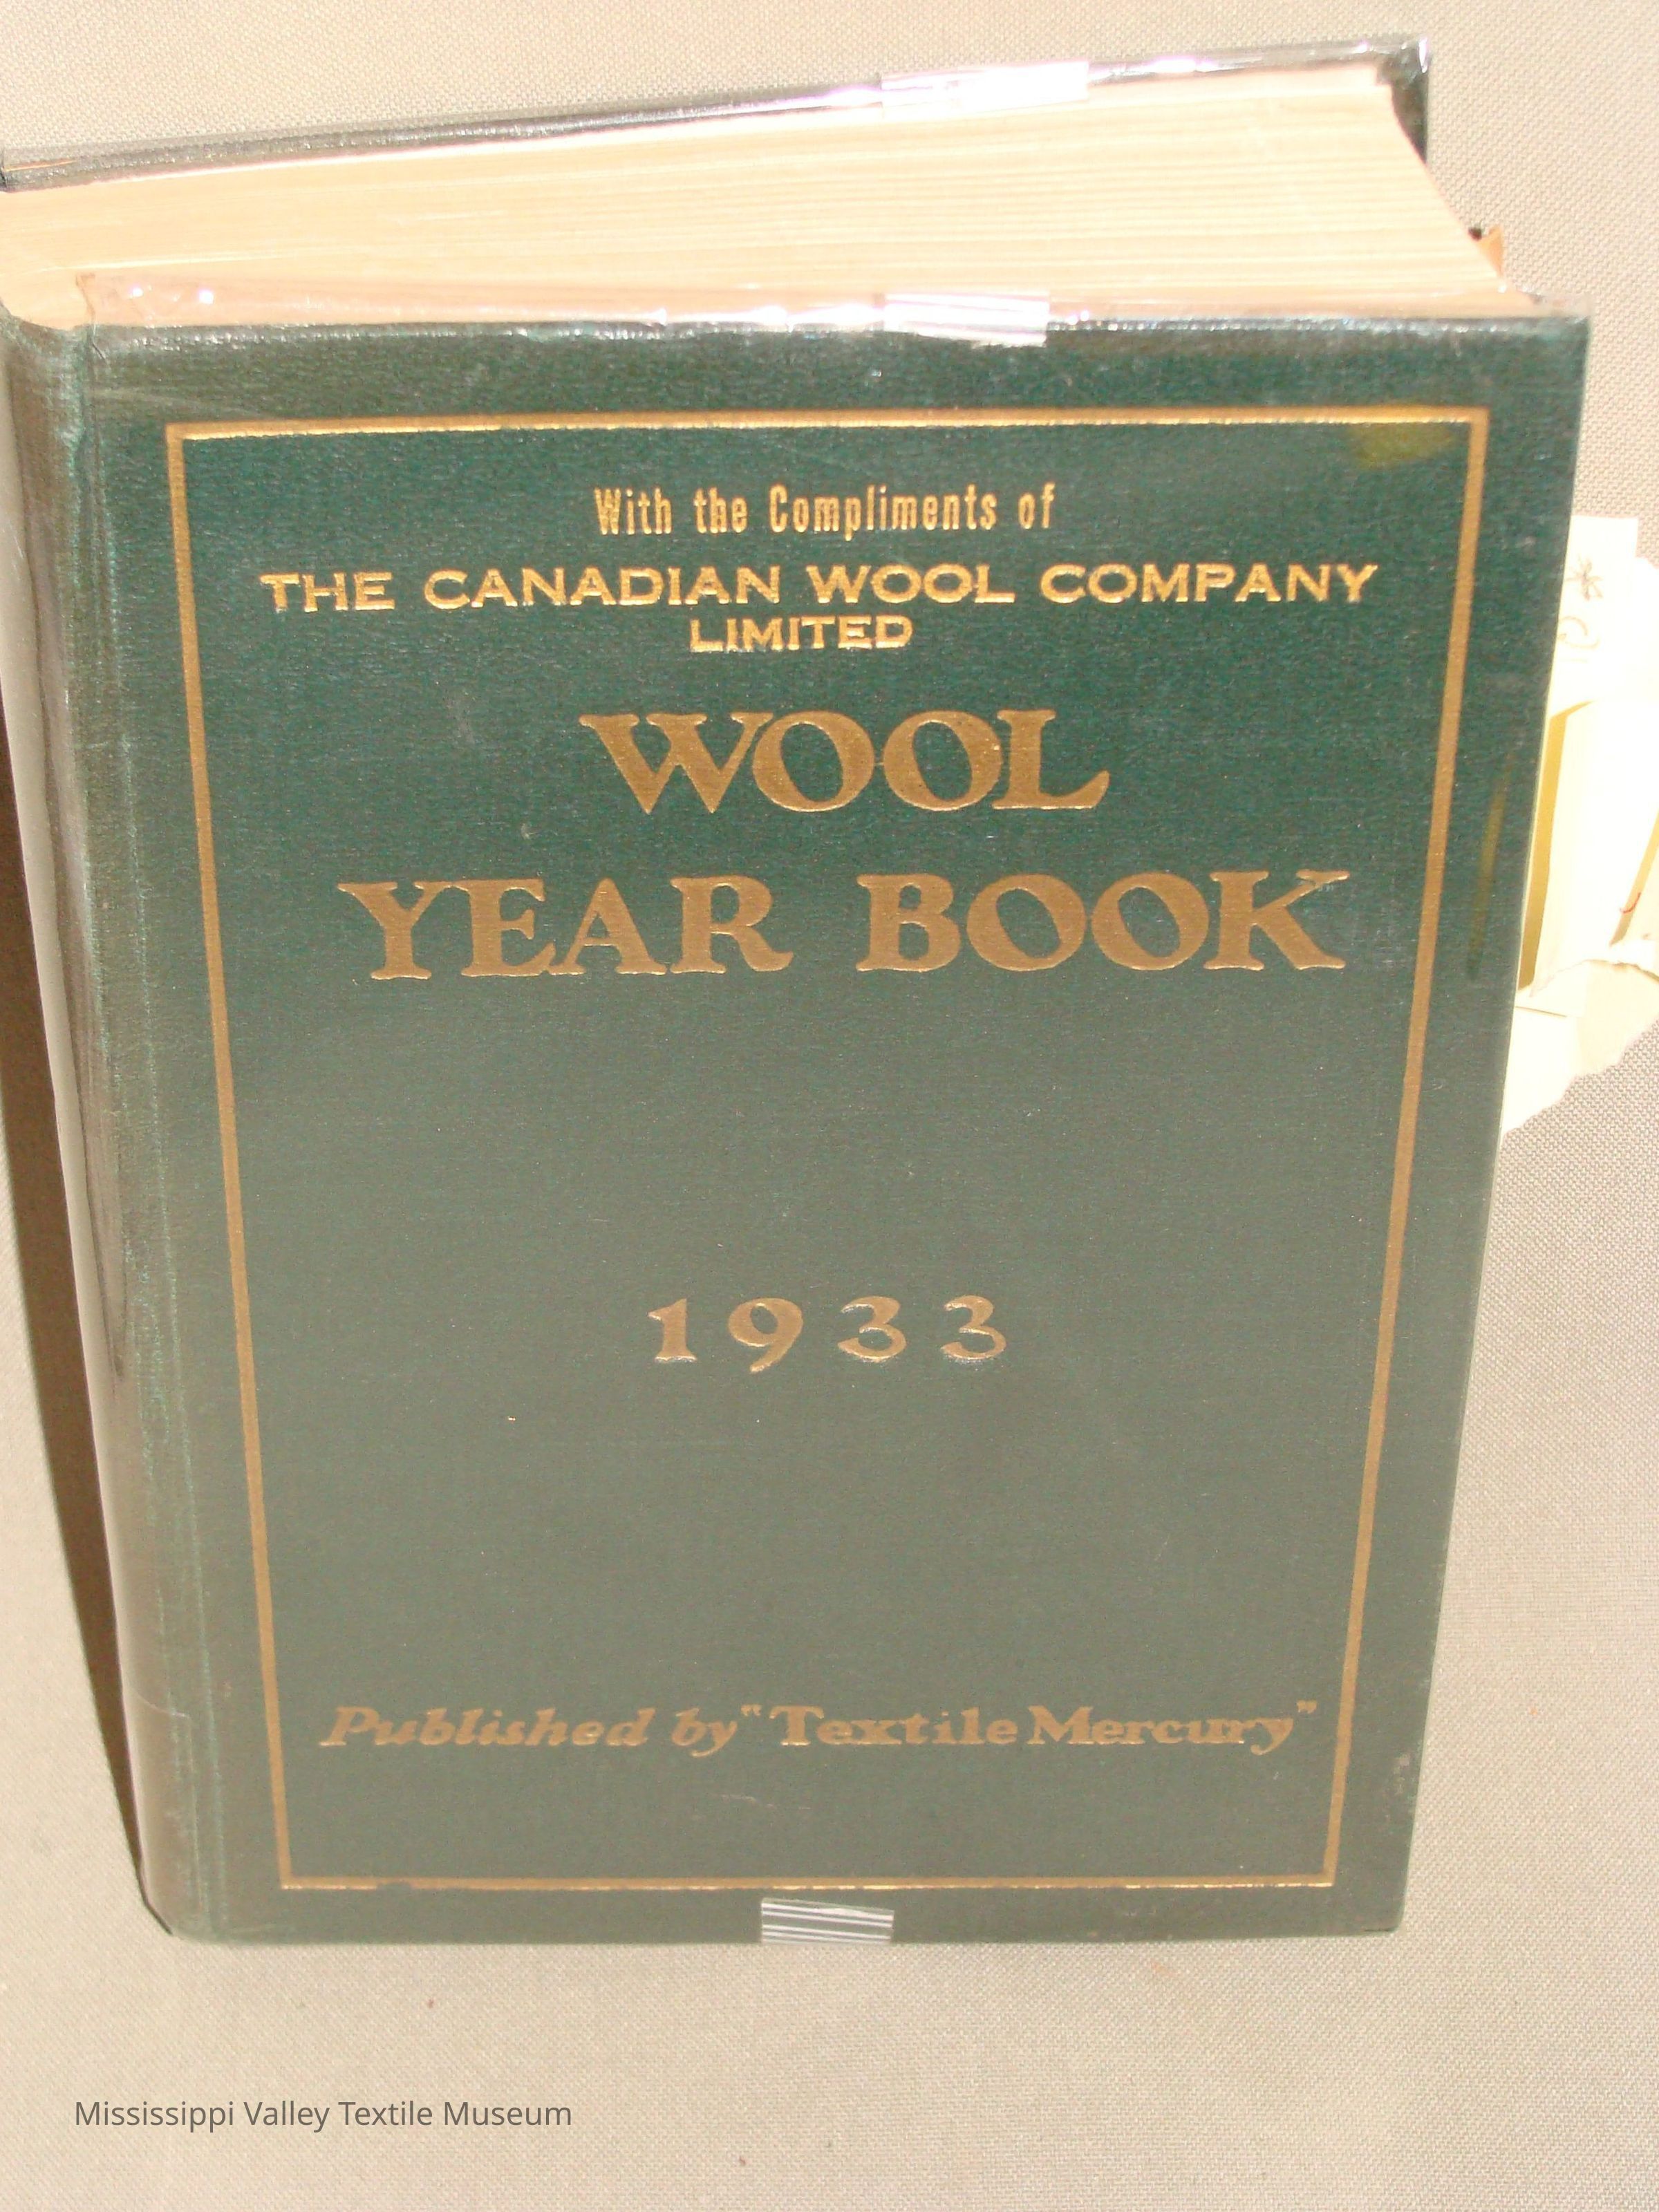 With the Compliments of
THE CANADIAN WOOL COMPANY
LIMITED
WOOL
YEAR BOOK
1933
Published by "Textile Mercury"
Mississippi Valley Textile Museum